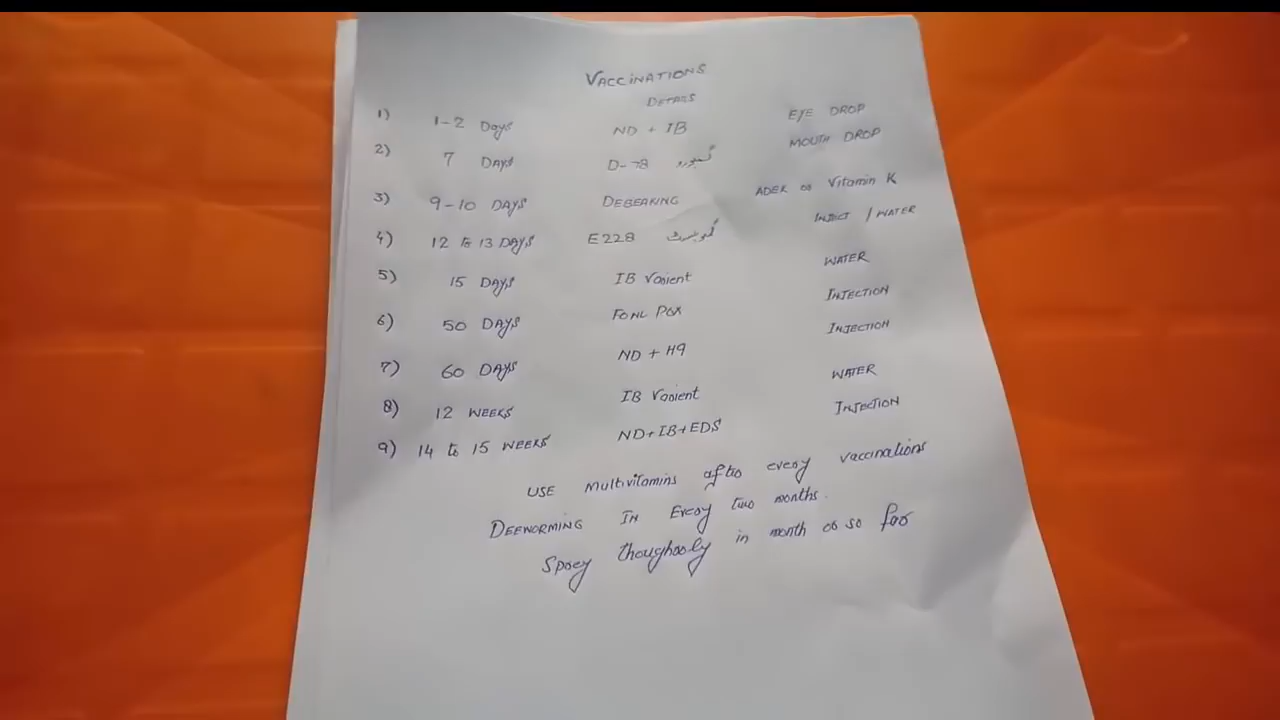 VACCINATIONS
DETAILS
1) 1-2 Days ND + IB EYE DROP
2) 7 DAYS D-78 گمبورو MOUTH DROP
3) 9-10 DAYS DEBEAKING ADEK or Vitamin K
4) 12 to 13 DAYS E228 INJECT / WATER
5) 15 DAYS IB Varient WATER
6) 50 DAYS FOWL POX INJECTION
7) 60 DAYS ND + H9 INJECTION
8) 12 WEEKS IB Varient WATER
9) 14 to 15 WEEKS ND+IB+EDS INJECTION
USE Multivitamins after every vaccinations
DEEWORMING IN Every two months.
Sprey thoughorly in month or so for